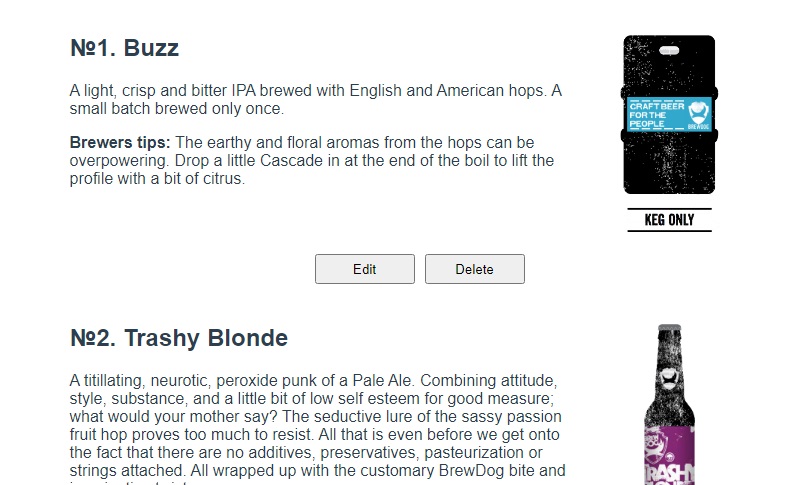 №1. Buzz
A light, crisp and bitter IPA brewed with English and American hops. A
small batch brewed only once.
Brewers tips: The earthy and floral aromas from the hops can be
overpowering. Drop a little Cascade in at the end of the boil to lift the
profile with a bit of citrus.
CRAFT BEER
FOR THE
PEOPLE
BREWDOG
KEG ONLY
Edit
Delete
№2. Trashy Blonde
A titillating, neurotic, peroxide punk of a Pale Ale. Combining attitude,
style, substance, and a little bit of low self esteem for good measure;
what would your mother say? The seductive lure of the sassy passion
fruit hop proves too much to resist. All that is even before we get onto
the fact that there are no additives, preservatives, pasteurization or
strings attached. All wrapped up with the customary BrewDog bite and